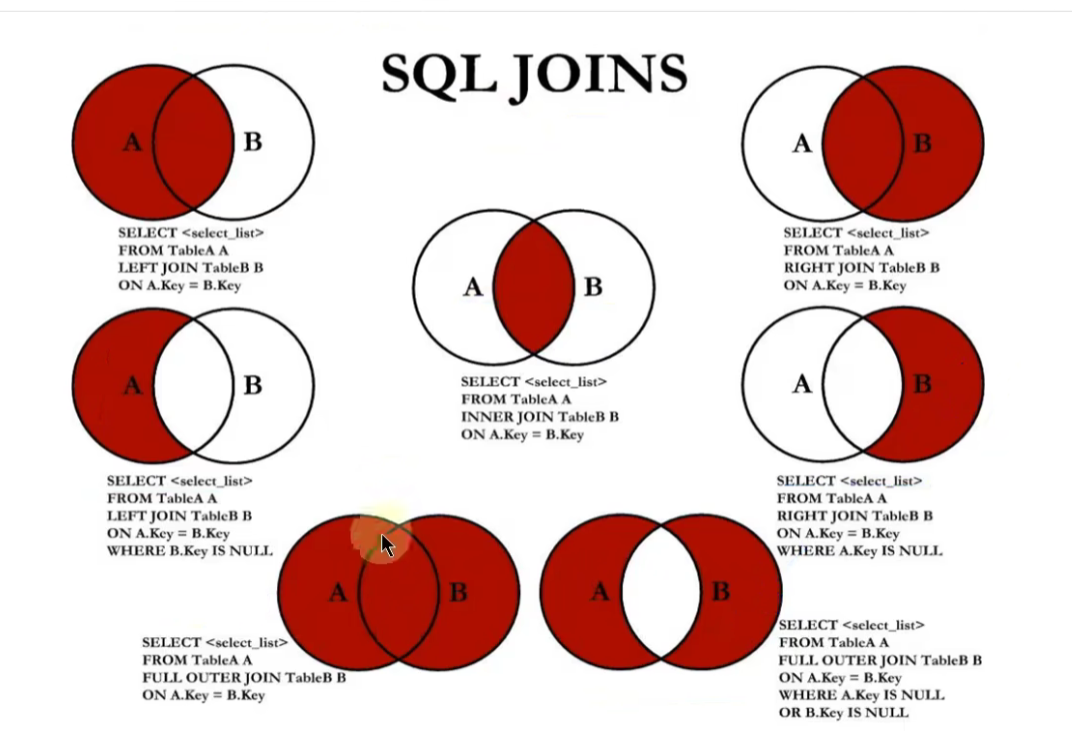 SQL JOINS
A B
SELECT <select_list>
FROM TableA A
LEFT JOIN TableB B
ON A.Key = B.Key
A B
SELECT <select_list>
FROM TableA A
RIGHT JOIN TableB B
ON A.Key = B.Key
A B
SELECT <select_list>
FROM TableA A
INNER JOIN TableB B
ON A.Key = B.Key
A B
SELECT <select_list>
FROM TableA A
LEFT JOIN TableB B
ON A.Key = B.Key
WHERE B.Key IS NULL
A B
SELECT <select_list>
FROM TableA A
RIGHT JOIN TableB B
ON A.Key = B.Key
WHERE A.Key IS NULL
A B
SELECT <select_list>
FROM TableA A
FULL OUTER JOIN TableB B
ON A.Key = B.Key
A B
SELECT <select_list>
FROM TableA A
FULL OUTER JOIN TableB B
ON A.Key = B.Key
WHERE A.Key IS NULL
OR B.Key IS NULL